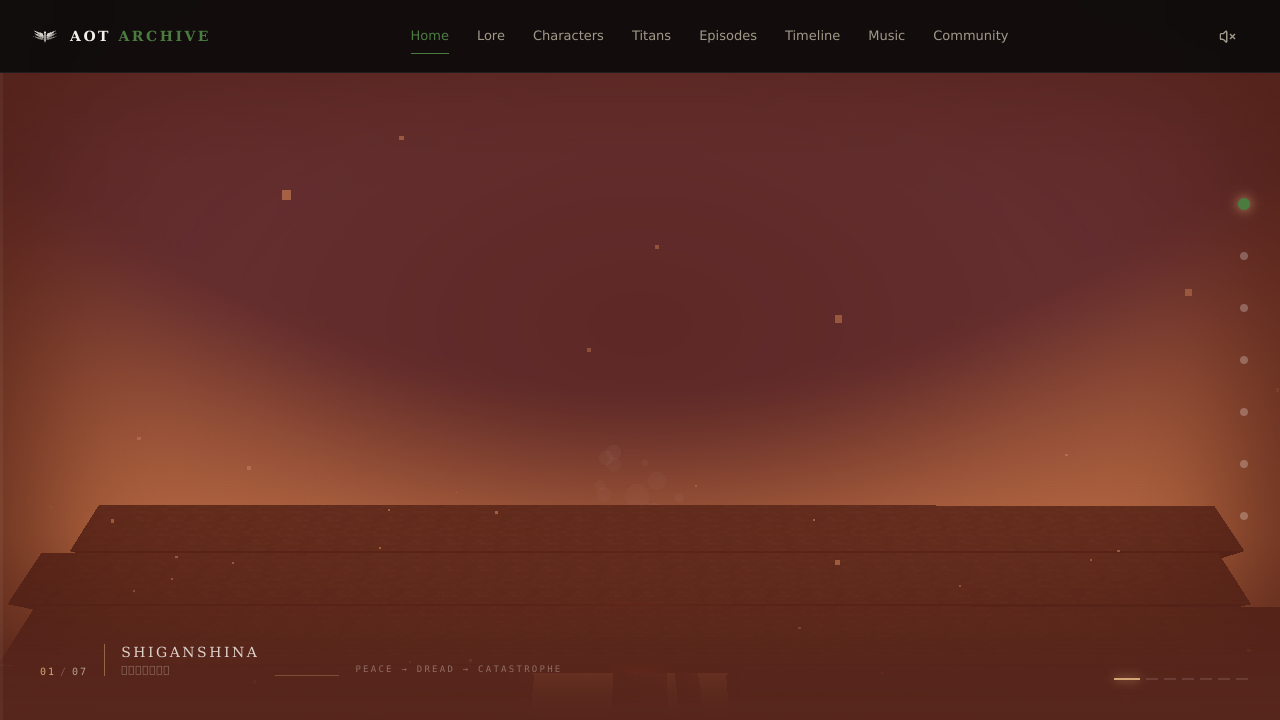 AOT ARCHIVE
Home
Lore
Characters
Titans
Episodes
Timeline
Music
Community
01 / 07
SHIGANSHINA
PEACE → DREAD → CATASTROPHE